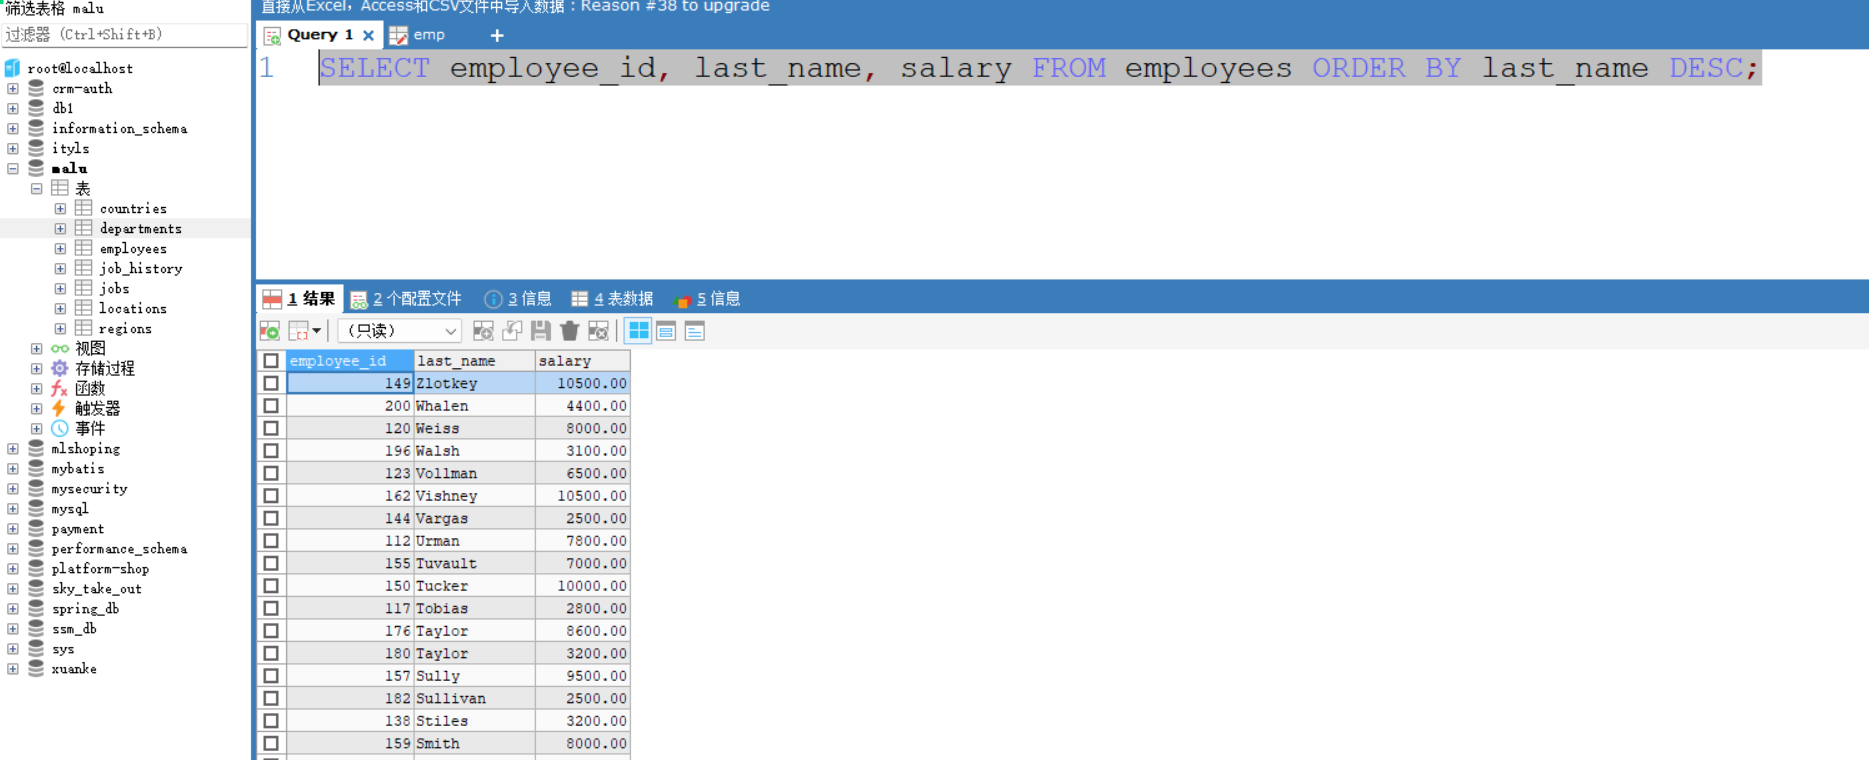 筛选表格 malu
过滤器 (Ctrl+Shift+B)
root@localhost
crm-auth
db1
information_schema
ityls
malu
表
countries
departments
employees
job_history
jobs
locations
regions
视图
存储过程
函数
触发器
事件
mlshoping
mybatis
mysecurity
mysql
payment
performance_schema
platform-shop
sky_take_out
spring_db
ssm_db
sys
xuanke
直接从Excel，Access和CSV文件中导入数据：Reason #38 to upgrade
Query 1 emp
1 SELECT employee_id, last_name, salary FROM employees ORDER BY last_name DESC;
1 结果 2 个配置文件 3 信息 4 表数据 5 信息
(只读)
employee_id last_name salary
149 Zlotkey 10500.00
200 Whalen 4400.00
120 Weiss 8000.00
196 Walsh 3100.00
123 Vollman 6500.00
162 Vishney 10500.00
144 Vargas 2500.00
112 Urman 7800.00
155 Tuvault 7000.00
150 Tucker 10000.00
117 Tobias 2800.00
176 Taylor 8600.00
180 Taylor 3200.00
157 Sully 9500.00
182 Sullivan 2500.00
138 Stiles 3200.00
159 Smith 8000.00